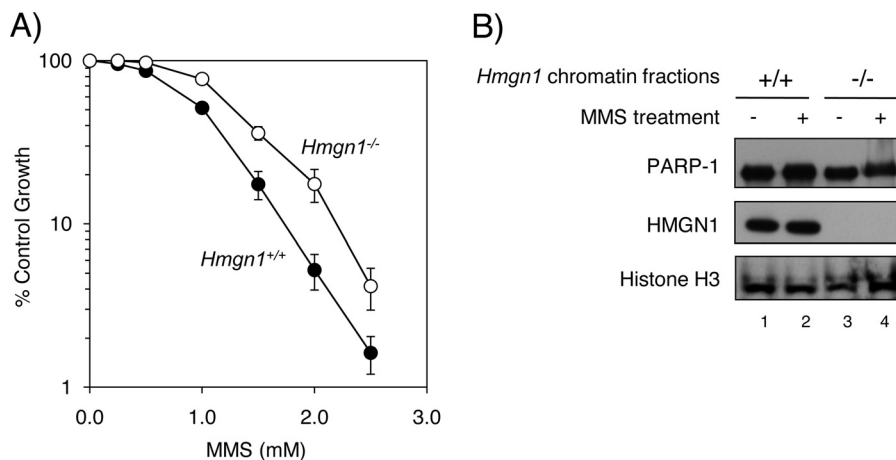 A)
% Control Growth
100
10
1
Hmgn1-/-
Hmgn1+/+
0.0 1.0 2.0 3.0
MMS (mM)
B)
Hmgn1 chromatin fractions +/+ -/-
MMS treatment - + - +
PARP-1
HMGN1
Histone H3
1 2 3 4